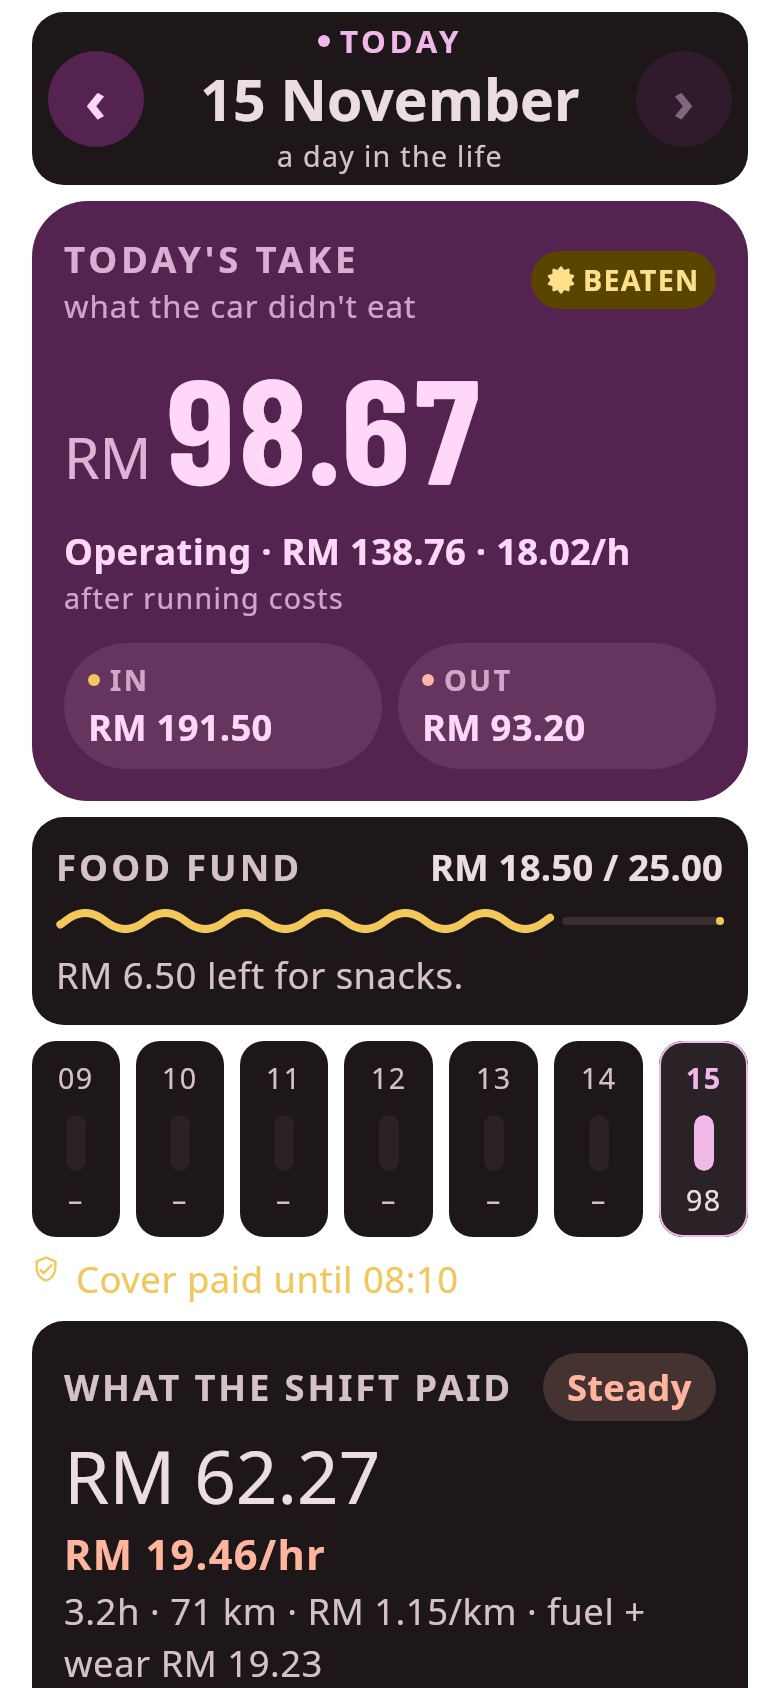 TODAY
‹
15 November
›
a day in the life
TODAY'S TAKE
what the car didn't eat
BEATEN
RM 98.67
Operating · RM 138.76 · 18.02/h
after running costs
IN
RM 191.50
OUT
RM 93.20
FOOD FUND
RM 18.50 / 25.00
RM 6.50 left for snacks.
09 10 11 12 13 14 15
– – – – – – 98
Cover paid until 08:10
WHAT THE SHIFT PAID
Steady
RM 62.27
RM 19.46/hr
3.2h · 71 km · RM 1.15/km · fuel +
wear RM 19.23